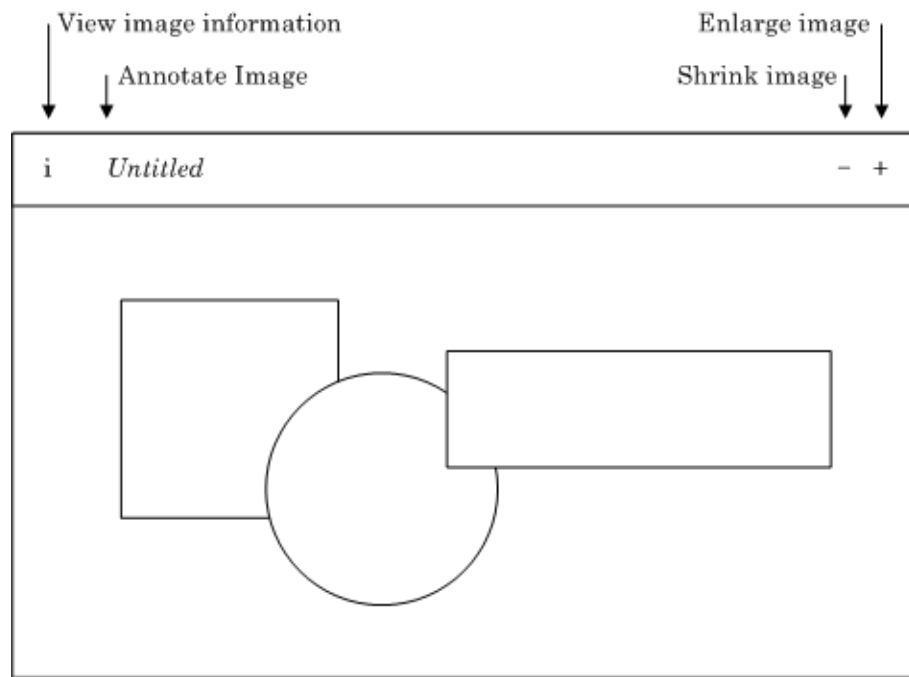 View image information
Enlarge image
Annotate Image
Shrink image
i
Untitled
− +